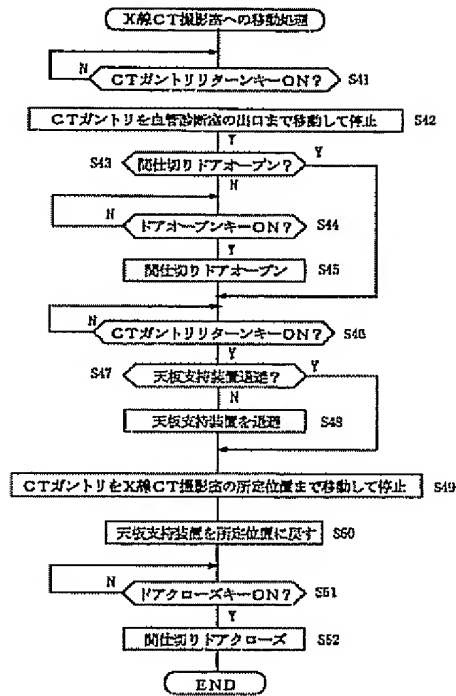 X線CT撮影室への移動処理
N
CTガントリリターンキーON? S41
CTガントリを血管診断室の出口まで移動して停止 S42
Y
S43 間仕切りドアオープン? Y
N
N ドアオープンキーON? S44
Y
間仕切りドアオープン S45
N
CTガントリリターンキーON? S46
Y
S47 天板支持装置退避? Y
N
天板支持装置を退避 S48
CTガントリをX線CT撮影室の所定位置まで移動して停止 S49
天板支持装置を所定位置に戻す S50
N
ドアクローズキーON? S51
Y
間仕切りドアクローズ S52
END